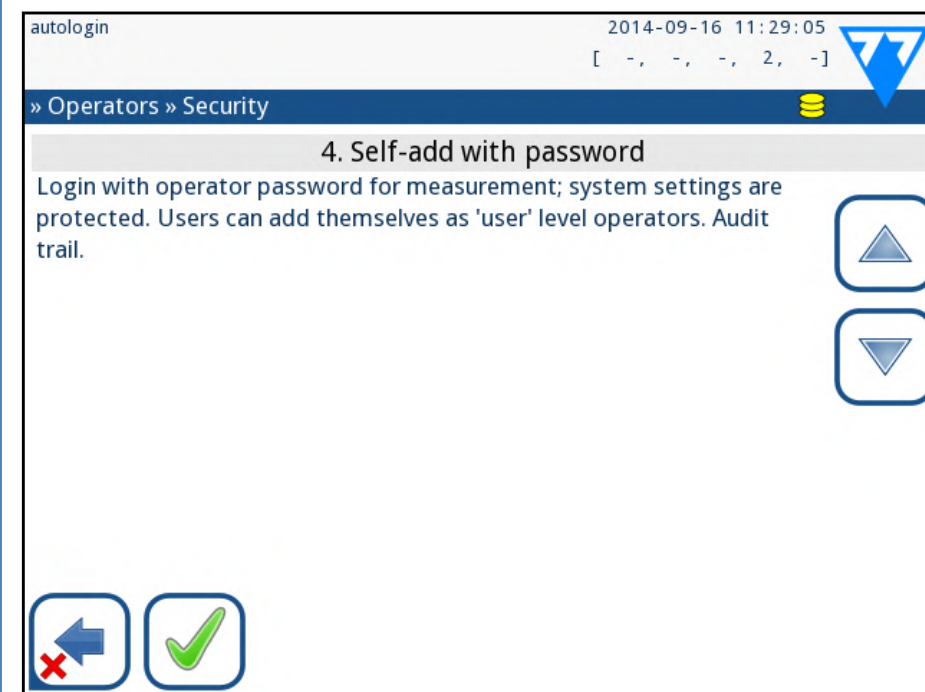 autologin
2014-09-16 11:29:05
[ -, -, -, 2, -]
» Operators » Security
4. Self-add with password
Login with operator password for measurement; system settings are
protected. Users can add themselves as 'user' level operators. Audit
trail.